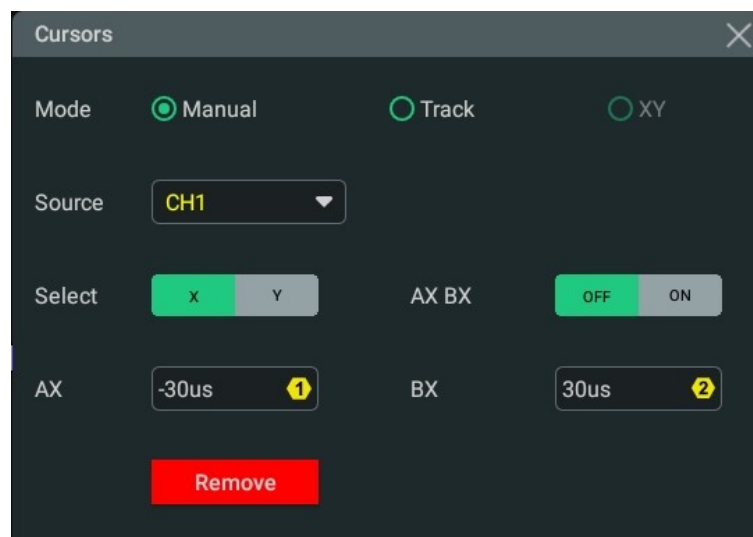 Cursors
Mode Manual Track XY
Source CH1
Select X Y AX BX OFF ON
AX -30us 1 BX 30us 2
Remove